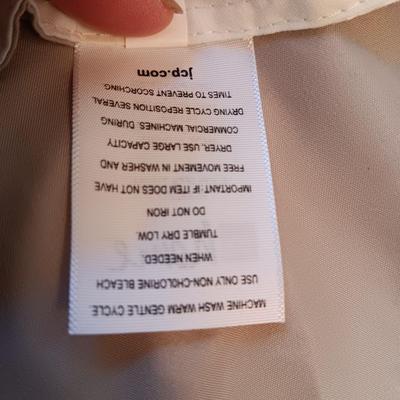 MACHINE WASH WARM GENTLE CYCLE.
USE ONLY NON-CHOLORINE BLEACH
WHEN NEEDED.
TUMBLE DRY LOW.
DO NOT IRON
IMPORTANT: IF ITEM DOES NOT HAVE
FREE MOVEMENT IN WASHER AND
DRYER, USE LARGE CAPACITY
COMMERCIAL MACHINES. DURING
DRYING CYCLE REPOSITION SEVERAL
TIMES TO PREVENT SCORCHING
jcp.com